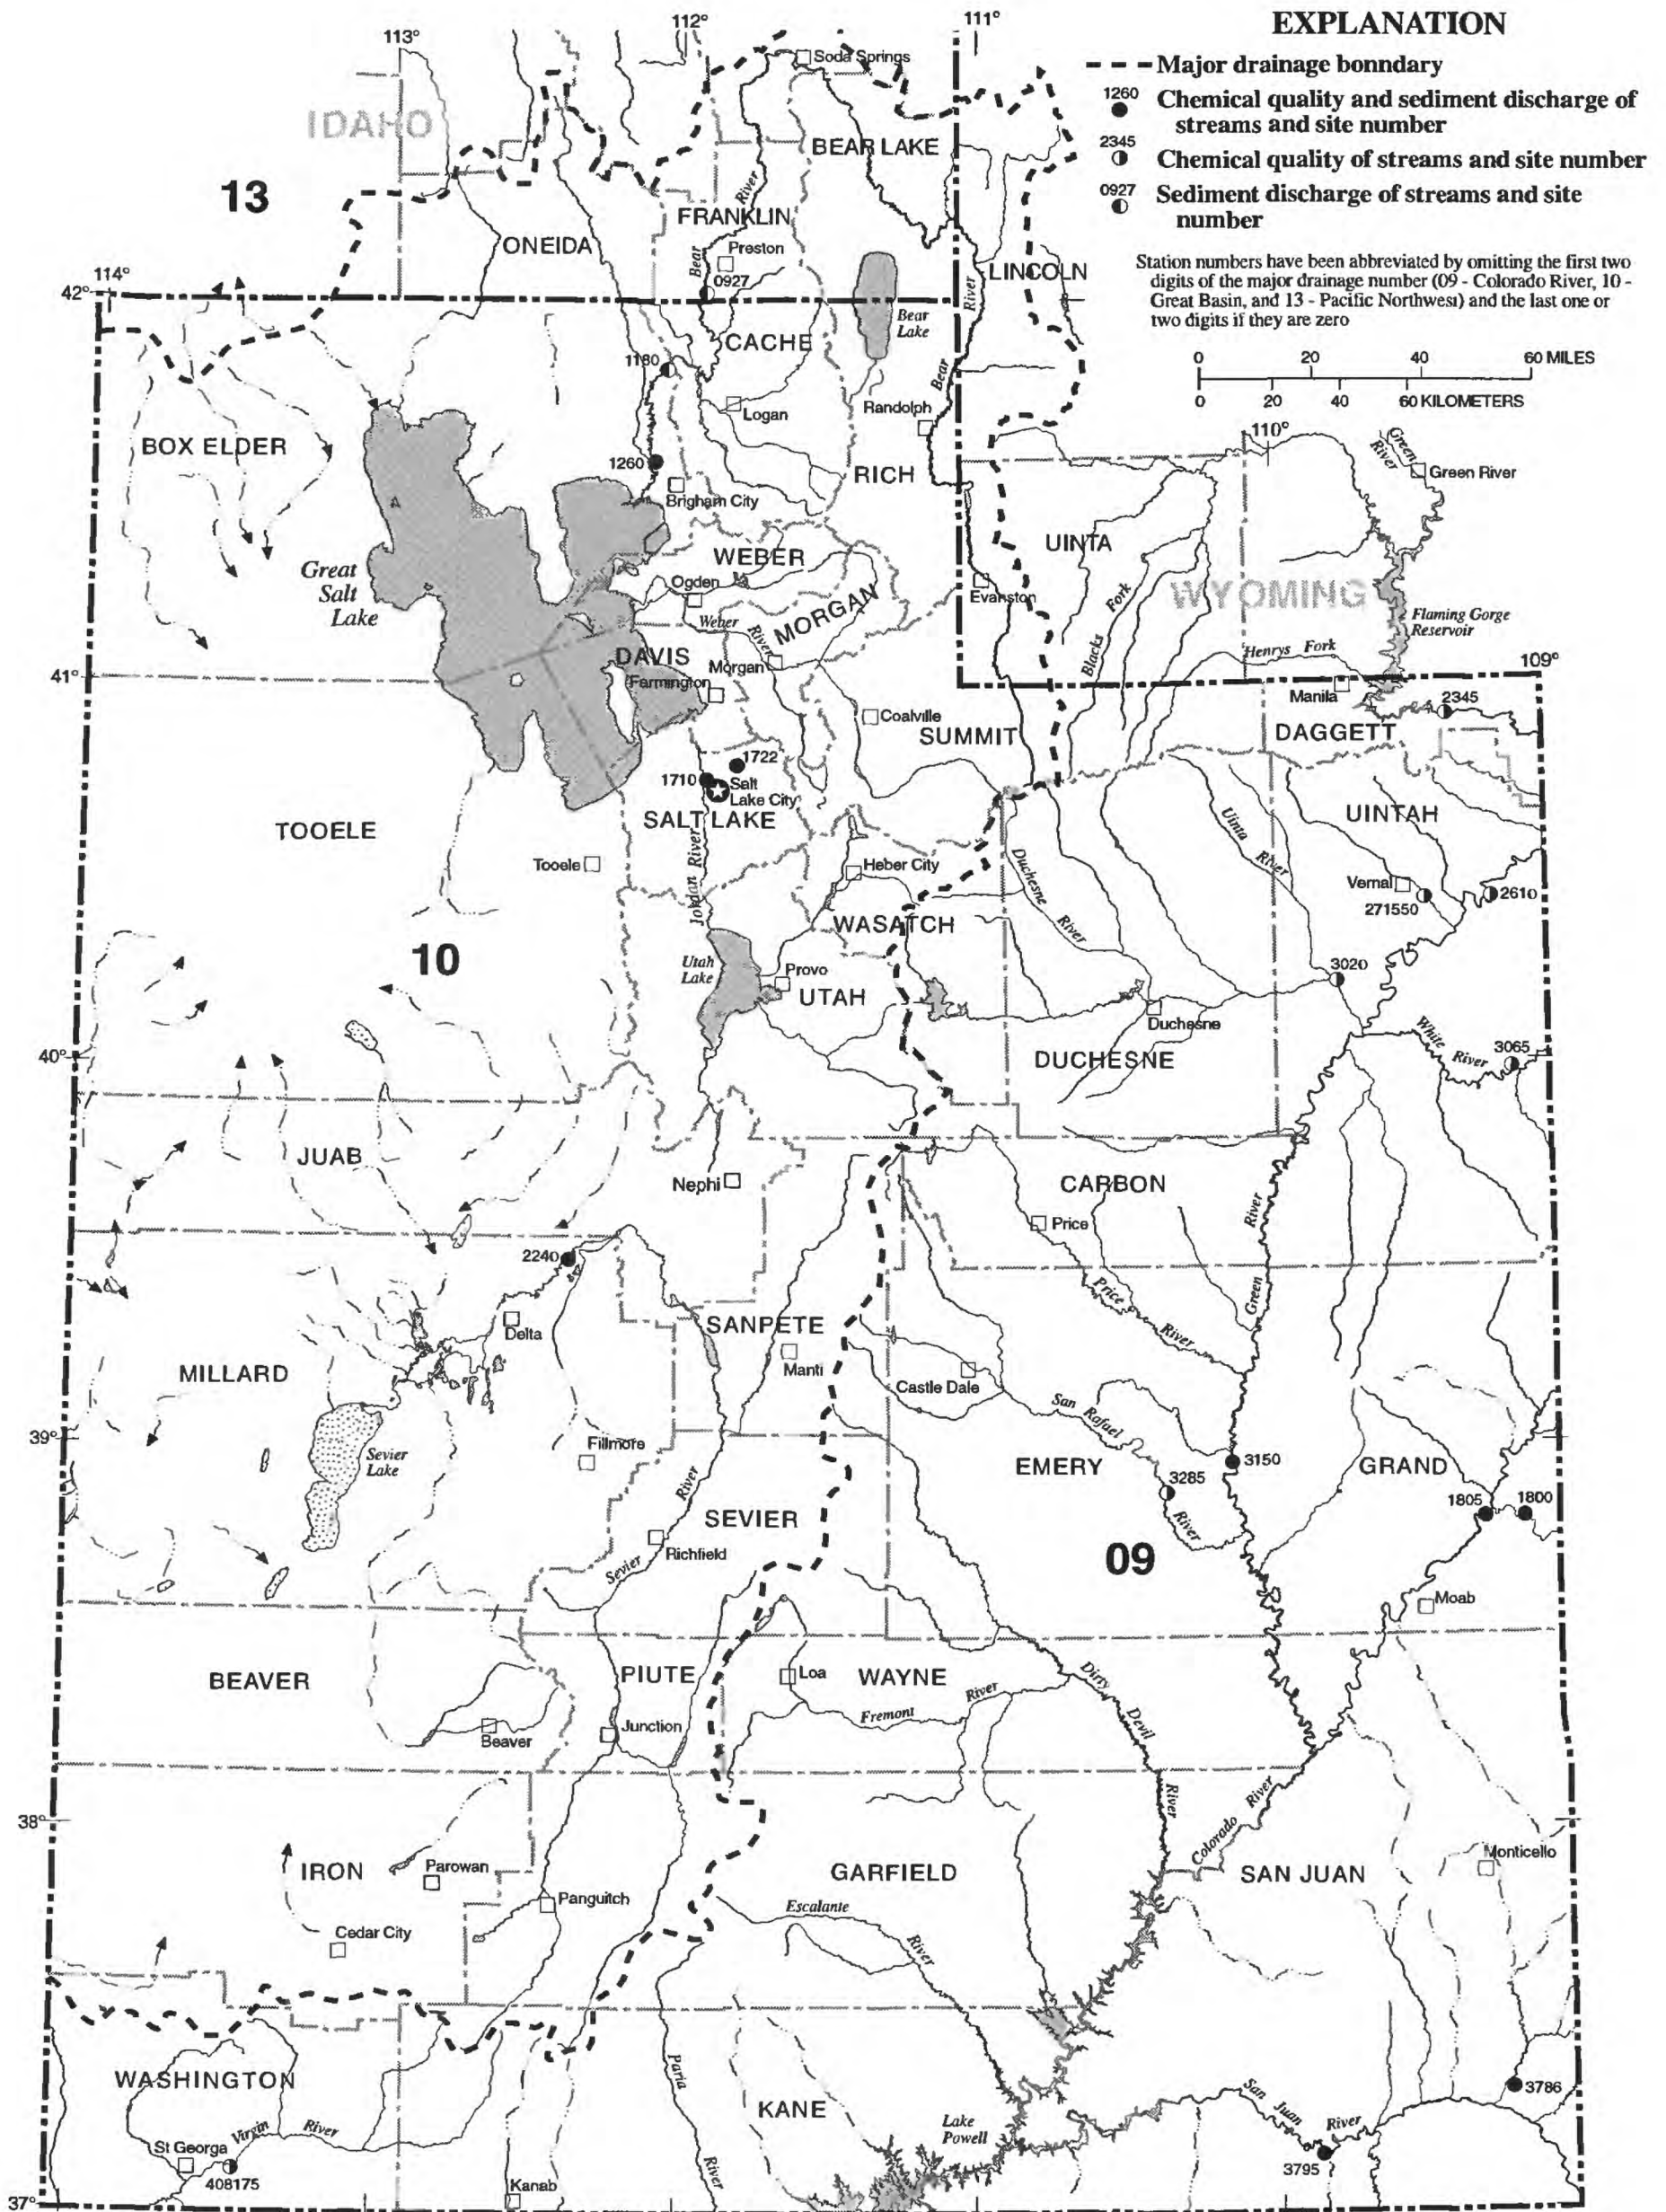 112°
111°
113°
EXPLANATION
Major drainage bonndary
1260
Chemical quality and sediment discharge of
streams and site number
2345
Chemical quality of streams and site number
0927
Sediment discharge of streams and site
number
Station numbers have been abbreviated by omitting the first two
digits of the major drainage number (09 - Colorado River, 10 -
Great Basin, and 13 - Pacific Northwest) and the last one or
two digits if they are zero
0 20 40 60 MILES
0 20 40 60 KILOMETERS
Soda Springs
IDAHO
BEAR LAKE
13
River
FRANKLIN
ONEIDA
Preston
Bear
0927
LINCOLN
114°
42°
River
Bear
Lake
CACHE
1180
Bear
Logan
Randolph
110°
Green
River
Green River
BOX ELDER
1260
RICH
Brigham City
UINTA
WEBER
Great
Salt
Lake
Ogden
Evanston
WYOMING
Fork
Blacks
MORGAN
Weber
River
Flaming Gorge
Reservoir
DAVIS
Morgan
Henrys Fork
109°
41°
Farmington
Manila
2345
Coalville
SUMMIT
DAGGETT
1722
1710
Salt
Lake City
SALT LAKE
UINTAH
TOOELE
Uinta
River
Jordan River
Tooele
Heber City
Duchesne
River
Vernal
271550
2610
WASATCH
10
Utah
Lake
Provo
UTAH
3020
Duchesne
White
River
3065
40°
DUCHESNE
JUAB
Nephi
CARBON
Price
River
Green
2240
Price
River
SANPETE
Delta
Manti
MILLARD
Castle Dale
San Rafael
River
39°
Fillmore
Sevier
Lake
River
EMERY
3150
GRAND
3285
1805
1800
SEVIER
Richfield
Sevier
09
Moab
BEAVER
PIUTE
Loa
WAYNE
Dirty
Devil
River
Fremont
River
Junction
Beaver
38°
Colorado
River
Monticello
IRON
Parowan
GARFIELD
SAN JUAN
Panguitch
Escalante
River
Cedar City
WASHINGTON
Paria
River
3786
KANE
Lake
Powell
San
Juan
River
Virgin
River
St Georga
408175
3795
Kanab
37°